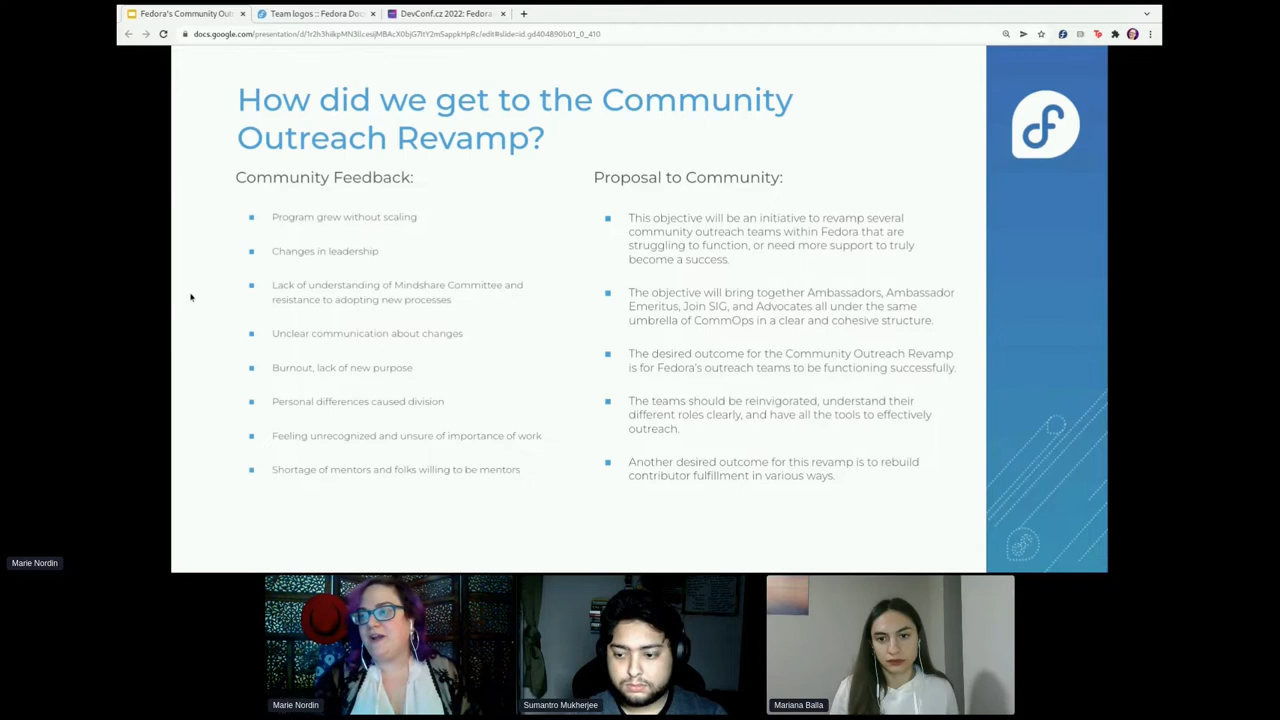 Fedora's Community Out
Team logos :: Fedora Doc
DevConf.cz 2022: Fedora
docs.google.com/presentation/d/1r2h3hiikpMN3IlcesijMBAcX0bjG7ltY2mSappkHpRc/edit#slide=id.gd404890b01_0_410
How did we get to the Community
Outreach Revamp?
Community Feedback:
Program grew without scaling
Changes in leadership
Lack of understanding of Mindshare Committee and
resistance to adopting new processes
Unclear communication about changes
Burnout, lack of new purpose
Personal differences caused division
Feeling unrecognized and unsure of importance of work
Shortage of mentors and folks willing to be mentors
Proposal to Community:
This objective will be an initiative to revamp several
community outreach teams within Fedora that are
struggling to function, or need more support to truly
become a success.
The objective will bring together Ambassadors, Ambassador
Emeritus, Join SIG, and Advocates all under the same
umbrella of CommOps in a clear and cohesive structure.
The desired outcome for the Community Outreach Revamp
is for Fedora's outreach teams to be functioning successfully.
The teams should be reinvigorated, understand their
different roles clearly, and have all the tools to effectively
outreach.
Another desired outcome for this revamp is to rebuild
contributor fulfillment in various ways.
Marie Nordin
Marie Nordin
Sumantro Mukherjee
Mariana Balla